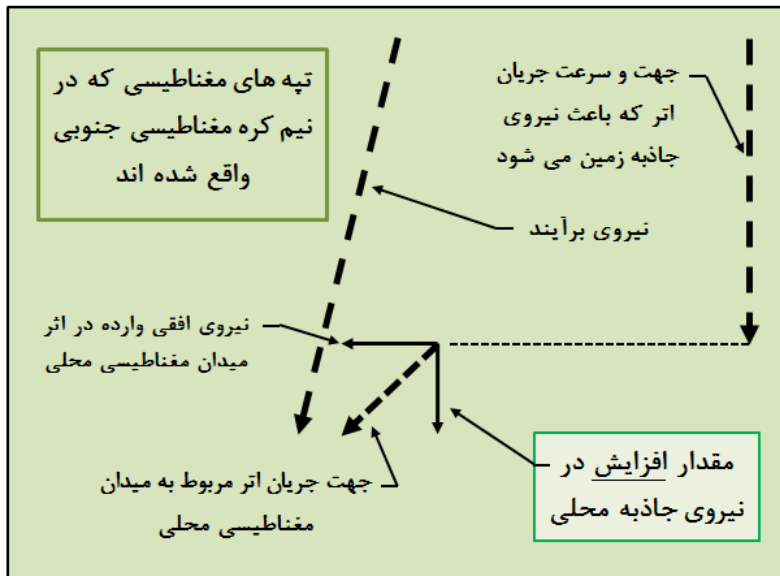 تپه های مغناطیسی که در
نیم کره مغناطیسی جنوبی
واقع شده اند
جهت و سرعت جریان
اتر که باعث نیروی
جاذبه زمین می شود
نیروی برآیند
نیروی افقی وارده در اثر
میدان مغناطیسی محلی
مقدار افزایش در
نیروی جاذبه محلی
جهت جریان اتر مربوط به میدان
مغناطیسی محلی